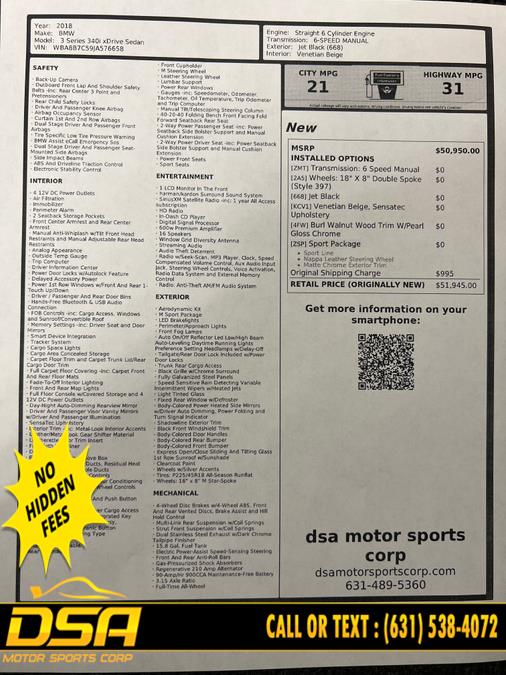 Year: 2018
Make: BMW
Model: 3 Series 340i xDrive Sedan
VIN: WBA8B7C59JA576658
Engine: Straight 6 Cylinder Engine
Transmission: 6-SPEED MANUAL
Exterior: Jet Black (668)
Interior: Venetian Beige
SAFETY
- Back-Up Camera
- Outboard Front Lap And Shoulder Safety
Belts -inc: Rear Center 3 Point and
Pretensioners
- Rear Child Safety Locks
- Driver And Passenger Knee Airbag
- Airbag Occupancy Sensor
- Curtain 1st And 2nd Row Airbags
- Dual Stage Driver And Passenger Front
Airbags
- Tire Specific Low Tire Pressure Warning
- BMW Assist eCall Emergency Sos
- Dual Stage Driver And Passenger Seat-
Mounted Side Airbags
- Side Impact Beams
- ABS And Driveline Traction Control
- Electronic Stability Control
INTERIOR
- 4 12V DC Power Outlets
- Air Filtration
- Immobilizer
- Perimeter Alarm
- 2 Seatback Storage Pockets
- Front Center Armrest and Rear Center
Armrest
- Manual Anti-Whiplash w/Tilt Front Head
Restraints and Manual Adjustable Rear Head
Restraints
- Analog Appearance
- Outside Temp Gauge
- Trip Computer
- Driver Information Center
- Power Door Locks w/Autolock Feature
- Delayed Accessory Power
- Power 1st Row Windows w/Front And Rear 1-
Touch Up/Down
- Driver / Passenger And Rear Door Bins
- Hands-Free Bluetooth & USB Audio
Connection
- FOB Controls -inc: Cargo Access, Windows
and Sunroof/Convertible Roof
- Memory Settings -inc: Driver Seat and Door
Mirrors
- Smart Device Integration
- Tracker System
- Cargo Space Lights
- Cargo Area Concealed Storage
- Carpet Floor Trim and Carpet Trunk Lid/Rear
Cargo Door Trim
- Full Carpet Floor Covering -inc: Carpet Front
And Rear Floor Mats
- Fade-To-Off Interior Lighting
- Front And Rear Map Lights
- Full Floor Console w/Covered Storage and 4
12V DC Power Outlets
- Day-Night Auto-Dimming Rearview Mirror
- Driver And Passenger Visor Vanity Mirrors
w/Driver And Passenger Illumination
- SensaTec Upholstery
- Front Cupholder
- M Steering Wheel
- Leather Steering Wheel
- Lumbar Support
- Power Rear Windows
- Gauges -inc: Speedometer, Odometer,
Tachometer, Oil Temperature, Trip Odometer
and Trip Computer
- Manual Tilt/Telescoping Steering Column
- 40-20-40 Folding Bench Front Facing Fold
Forward Seatback Rear Seat
- 2-Way Passenger Seat -inc: Power
Seatback Side Bolster Support and Manual
Cushion Extension
- 2-Way Power Driver Seat -inc: Power Seatback
Side Bolster Support and Manual Cushion
Extension
- Power Front Seats
- Sport Seats
ENTERTAINMENT
- 1 LCD Monitor In The Front
- harman/kardon Surround Sound System
- SiriusXM Satellite Radio -inc: 1 year All Access
subscription
- HD Radio
- In-Dash CD Player
- Digital Signal Processor
- 600w Premium Amplifier
- 16 Speakers
- Window Grid Diversity Antenna
- Streaming Audio
- Audio Theft Deterrent
- Radio w/Seek-Scan, MP3 Player, Clock, Speed
Compensated Volume Control, Aux Audio Input
Jack, Steering Wheel Controls, Voice Activation,
Radio Data System and External Memory
Control
- Radio: Anti-Theft AM/FM Audio System
EXTERIOR
- Aerodynamic Kit
- M Sport Package
- LED Brakelights
- Perimeter/Approach Lights
- Front Fog Lamps
- Auto On/Off Reflector Led Low/High Beam
Auto-Leveling Daytime Running Lights
Preference Setting Headlamps w/Delay-Off
- Tailgate/Rear Door Lock Included w/Power
Door Locks
- Trunk Rear Cargo Access
- Black Grille w/Chrome Surround
- Fully Galvanized Steel Panels
- Speed Sensitive Rain Detecting Variable
Intermittent Wipers w/Heated Jets
- Light Tinted Glass
- Fixed Rear Window w/Defroster
- Body-Colored Power Heated Side Mirrors
w/Driver Auto Dimming, Power Folding and
Turn Signal Indicator
- Shadowline Exterior Trim
- Black Front Windshield Trim
- Body-Colored Door Handles
- Body-Colored Rear Bumper
- Body-Colored Front Bumper
- Express Open/Close Sliding And Tilting Glass
1st Row Sunroof w/Sunshade
- Clearcoat Paint
- Wheels w/Silver Accents
- Tires: P225/45R18 All-Season Runflat
- Wheels: 18" x 8" M Star-Spoke
MECHANICAL
- 4-Wheel Disc Brakes w/4-Wheel ABS, Front
And Rear Vented Discs, Brake Assist and Hill
Hold Control
- Multi-Link Rear Suspension w/Coil Springs
- Strut Front Suspension w/Coil Springs
- Dual Stainless Steel Exhaust w/Dark Chrome
Tailpipe Finisher
- 15.8 Gal. Fuel Tank
- Electric Power-Assist Speed-Sensing Steering
- Front And Rear Anti-Roll Bars
- Gas-Pressurized Shock Absorbers
- Regenerative 210 Amp Alternator
- 90-Amp/Hr 900CCA Maintenance-Free Battery
- 3.15 Axle Ratio
- Full-Time All-Wheel
CITY MPG
21
HIGHWAY MPG
31
New
MSRP $50,950.00
INSTALLED OPTIONS
[ZMT] Transmission: 6 Speed Manual $0
[2A5] Wheels: 18" X 8" Double Spoke $0
(Style 397)
[668] Jet Black $0
[KCV1] Venetian Beige, Sensatec $0
Upholstery
[4FW] Burl Walnut Wood Trim W/Pearl $0
Gloss Chrome
[ZSP] Sport Package $0
• Sport Line
• Nappa Leather Steering Wheel
• Matte Chrome Exterior Trim
Original Shipping Charge $995
RETAIL PRICE (ORIGINALLY NEW) $51,945.00
Get more information on your
smartphone:
dsa motor sports
corp
dsamotorsportscorp.com
631-489-5360
NO
HIDDEN
FEES
DSA
MOTOR SPORTS CORP
CALL OR TEXT : (631) 538-4072